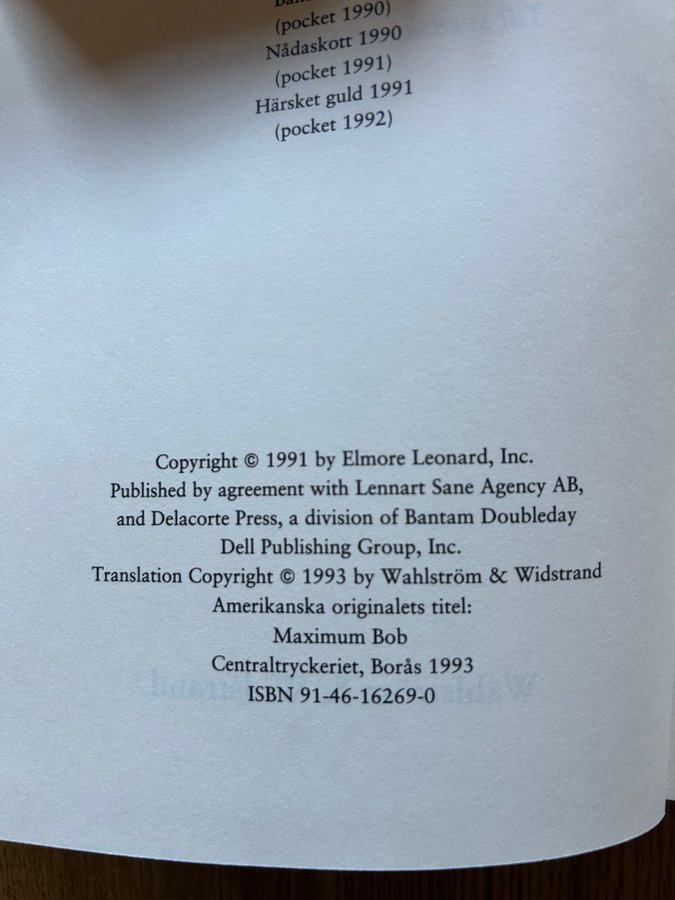 (pocket 1990)
Nådaskott 1990
(pocket 1991)
Härsket guld 1991
(pocket 1992)
Copyright © 1991 by Elmore Leonard, Inc.
Published by agreement with Lennart Sane Agency AB,
and Delacorte Press, a division of Bantam Doubleday
Dell Publishing Group, Inc.
Translation Copyright © 1993 by Wahlström & Widstrand
Amerikanska originalets titel:
Maximum Bob
Centraltryckeriet, Borås 1993
ISBN 91-46-16269-0